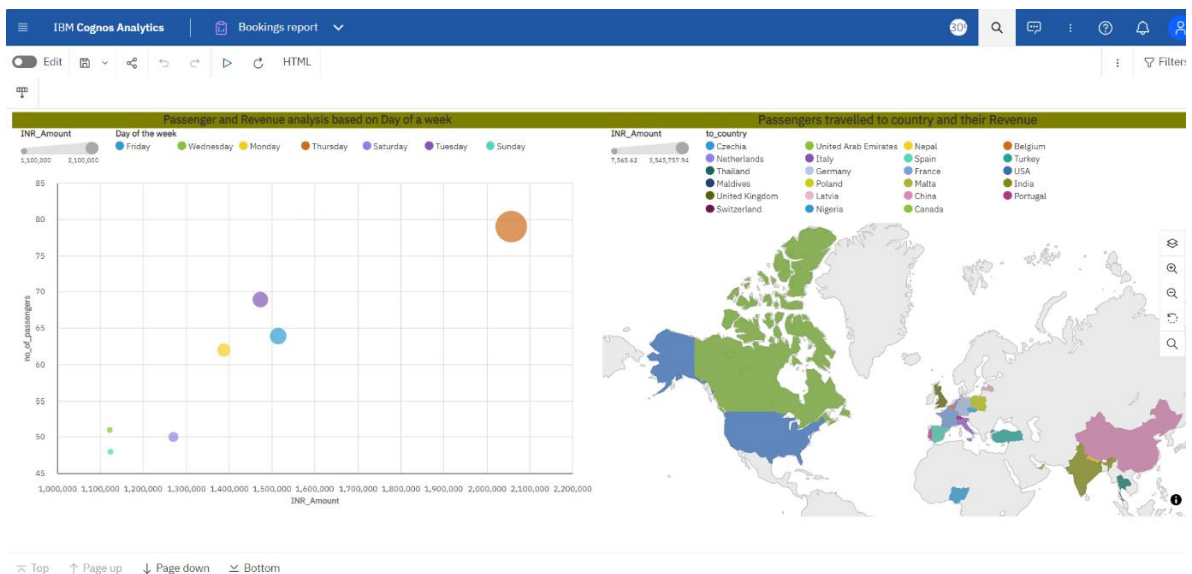 IBM Cognos Analytics
Bookings report
Edit
HTML
Filters
Passenger and Revenue analysis based on Day of a week
INR_Amount
1,100,000 2,100,000
Day of the week
Friday Wednesday Monday Thursday Saturday Tuesday Sunday
85
80
75
70
65
60
55
50
45
no_of_passengers
1,000,000 1,100,000 1,200,000 1,300,000 1,400,000 1,500,000 1,600,000 1,700,000 1,800,000 1,900,000 2,000,000 2,100,000 2,200,000
INR_Amount
Passengers travelled to country and their Revenue
INR_Amount
7,565.62
to_country
Czechia United Arab Emirates Nepal Belgium
Netherlands Italy Spain Turkey
Thailand Germany France USA
Maldives Poland Malta India
United Kingdom Latvia China Portugal
Switzerland Nigeria Canada
Top Page up Page down Bottom